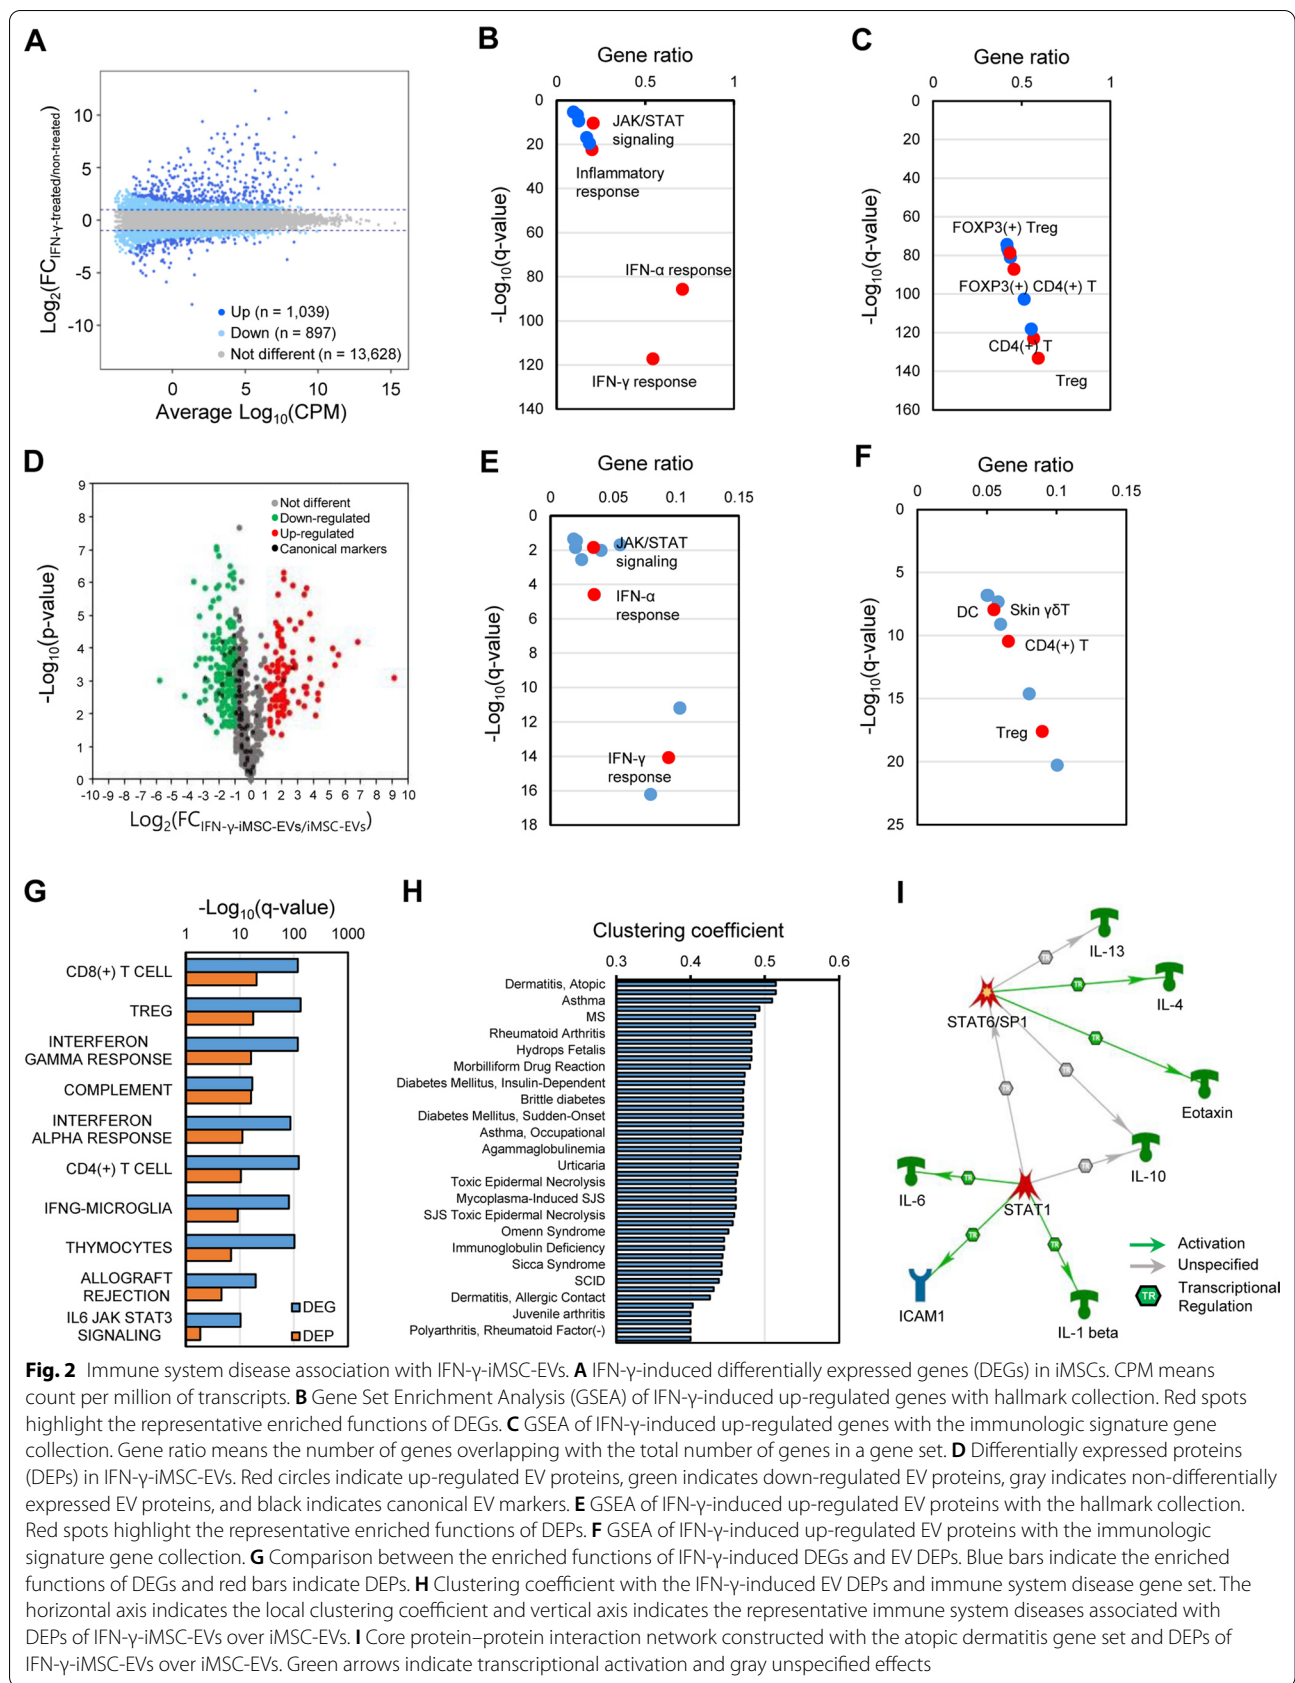 A
Log2(FCIFN-γ-treated/non-treated)
10
5
0
-5
-10
Up (n = 1,039)
Down (n = 897)
Not different (n = 13,628)
0 5 10 15
Average Log10(CPM)
B
Gene ratio
0 0.5 1
-Log10(q-value)
0
20
40
60
80
100
120
140
JAK/STAT
signaling
Inflammatory
response
IFN-α response
IFN-γ response
C
Gene ratio
0 0.5 1
-Log10(q-value)
0
20
40
60
80
100
120
140
160
FOXP3(+) Treg
FOXP3(+) CD4(+) T
CD4(+) T
Treg
D
-Log10(p-value)
9
8
7
6
5
4
3
2
1
0
Not different
Down-regulated
Up-regulated
Canonical markers
-10 -9 -8 -7 -6 -5 -4 -3 -2 -1 0 1 2 3 4 5 6 7 8 9 10
Log2(FCIFN-γ-iMSC-EVs/iMSC-EVs)
E
Gene ratio
0 0.05 0.1 0.15
-Log10(q-value)
0
2
4
6
8
10
12
14
16
18
JAK/STAT
signaling
IFN-α
response
IFN-γ
response
F
Gene ratio
0 0.05 0.1 0.15
-Log10(q-value)
0
5
10
15
20
25
DC
Skin γδT
CD4(+) T
Treg
G
-Log10(q-value)
1 10 100 1000
CD8(+) T CELL
TREG
INTERFERON
GAMMA RESPONSE
COMPLEMENT
INTERFERON
ALPHA RESPONSE
CD4(+) T CELL
IFNG-MICROGLIA
THYMOCYTES
ALLOGRAFT
REJECTION
IL6 JAK STAT3
SIGNALING
DEG
DEP
H
Clustering coefficient
0.3 0.4 0.5 0.6
Dermatitis, Atopic
Asthma
MS
Rheumatoid Arthritis
Hydrops Fetalis
Morbilliform Drug Reaction
Diabetes Mellitus, Insulin-Dependent
Brittle diabetes
Diabetes Mellitus, Sudden-Onset
Asthma, Occupational
Agammaglobulinemia
Urticaria
Toxic Epidermal Necrolysis
Mycoplasma-Induced SJS
SJS Toxic Epidermal Necrolysis
Omenn Syndrome
Immunoglobulin Deficiency
Sicca Syndrome
SCID
Dermatitis, Allergic Contact
Juvenile arthritis
Polyarthritis, Rheumatoid Factor(-)
I
IL-13
TR
TR
IL-4
STAT6/SP1
TR
TR
TR
Eotaxin
TR
IL-10
IL-6
TR
STAT1
TR
TR
ICAM1
IL-1 beta
Activation
Unspecified
TR
Transcriptional
Regulation
Fig. 2 Immune system disease association with IFN-γ-iMSC-EVs. A IFN-γ-induced differentially expressed genes (DEGs) in iMSCs. CPM means
count per million of transcripts. B Gene Set Enrichment Analysis (GSEA) of IFN-γ-induced up-regulated genes with hallmark collection. Red spots
highlight the representative enriched functions of DEGs. C GSEA of IFN-γ-induced up-regulated genes with the immunologic signature gene
collection. Gene ratio means the number of genes overlapping with the total number of genes in a gene set. D Differentially expressed proteins
(DEPs) in IFN-γ-iMSC-EVs. Red circles indicate up-regulated EV proteins, green indicates down-regulated EV proteins, gray indicates non-differentially
expressed EV proteins, and black indicates canonical EV markers. E GSEA of IFN-γ-induced up-regulated EV proteins with the hallmark collection.
Red spots highlight the representative enriched functions of DEPs. F GSEA of IFN-γ-induced up-regulated EV proteins with the immunologic
signature gene collection. G Comparison between the enriched functions of IFN-γ-induced DEGs and EV DEPs. Blue bars indicate the enriched
functions of DEGs and red bars indicate DEPs. H Clustering coefficient with the IFN-γ-induced EV DEPs and immune system disease gene set. The
horizontal axis indicates the local clustering coefficient and vertical axis indicates the representative immune system diseases associated with
DEPs of IFN-γ-iMSC-EVs over iMSC-EVs. I Core protein–protein interaction network constructed with the atopic dermatitis gene set and DEPs of
IFN-γ-iMSC-EVs over iMSC-EVs. Green arrows indicate transcriptional activation and gray unspecified effects